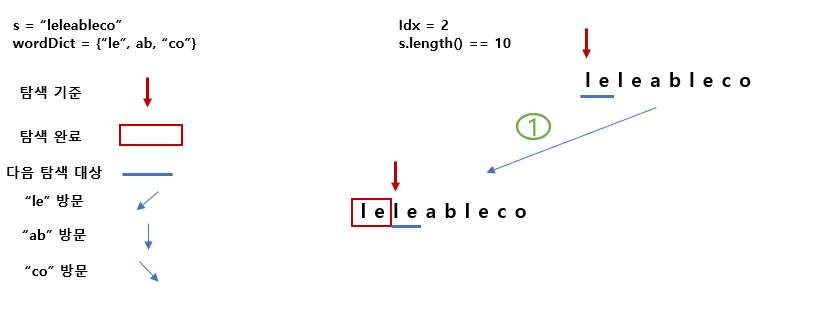 s = “leleableco”
wordDict = {“le”, ab, “co”}
탐색 기준
탐색 완료
다음 탐색 대상
“le” 방문
“ab” 방문
“co” 방문
Idx = 2
s.length() == 10
l e l e a b l e c o
1
l e l e a b l e c o